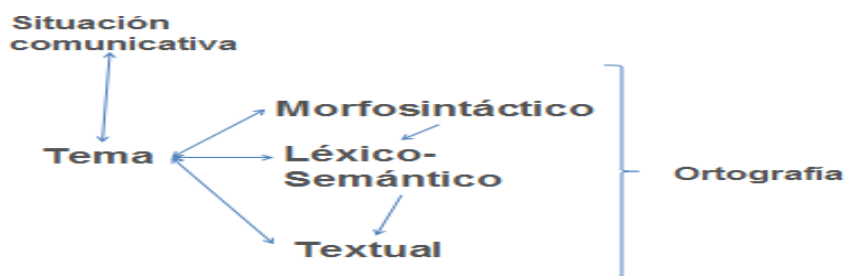 Situación
comunicativa
Morfosintáctico
Tema
Léxico-
Semántico
Ortografía
Textual